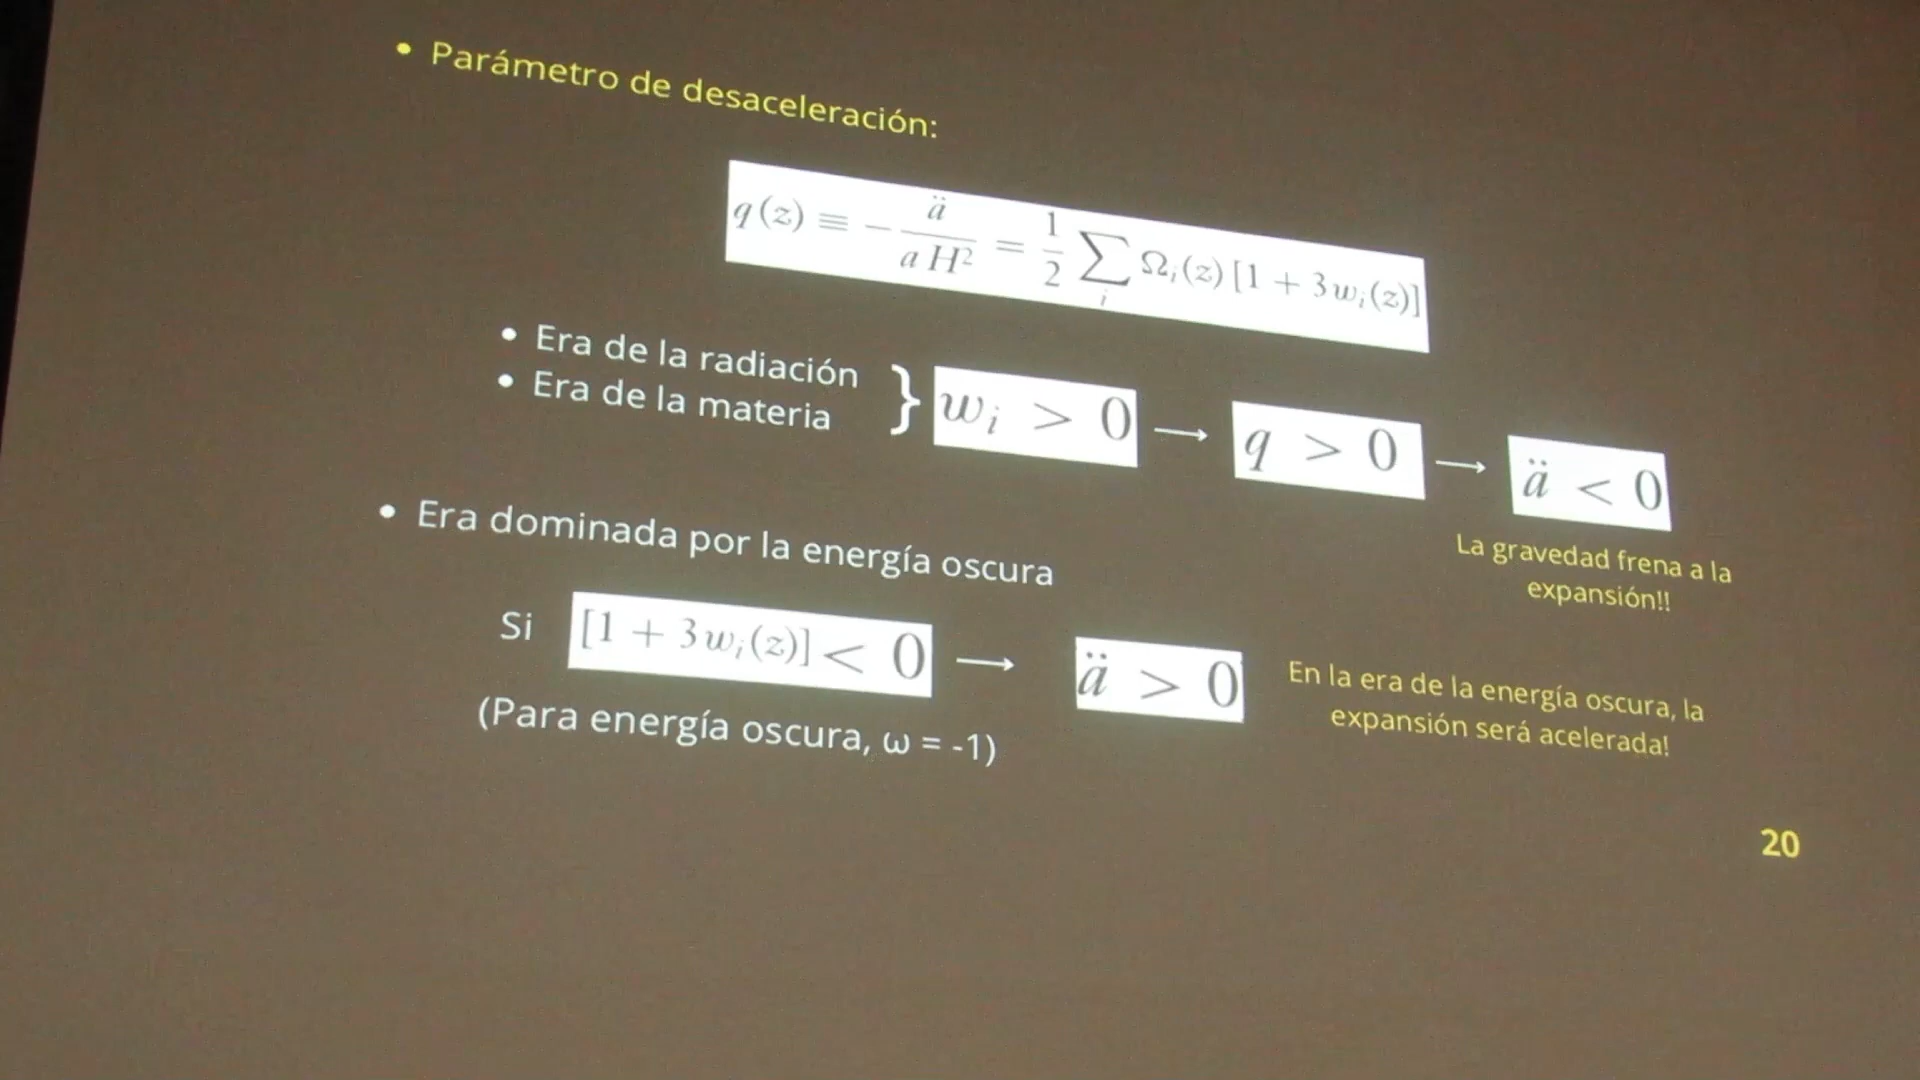 • Parámetro de desaceleración:
q(z) ≡ − ä / (a H²) = 1/2 ∑ᵢ Ωᵢ(z) [1 + 3wᵢ(z)]
• Era de la radiación
• Era de la materia
} wᵢ > 0 → q > 0 → ä < 0
La gravedad frena a la
expansión!!
• Era dominada por la energía oscura
Si [1 + 3wᵢ(z)] < 0 → ä > 0
En la era de la energía oscura, la
expansión será acelerada!
(Para energía oscura, ω = -1)
20